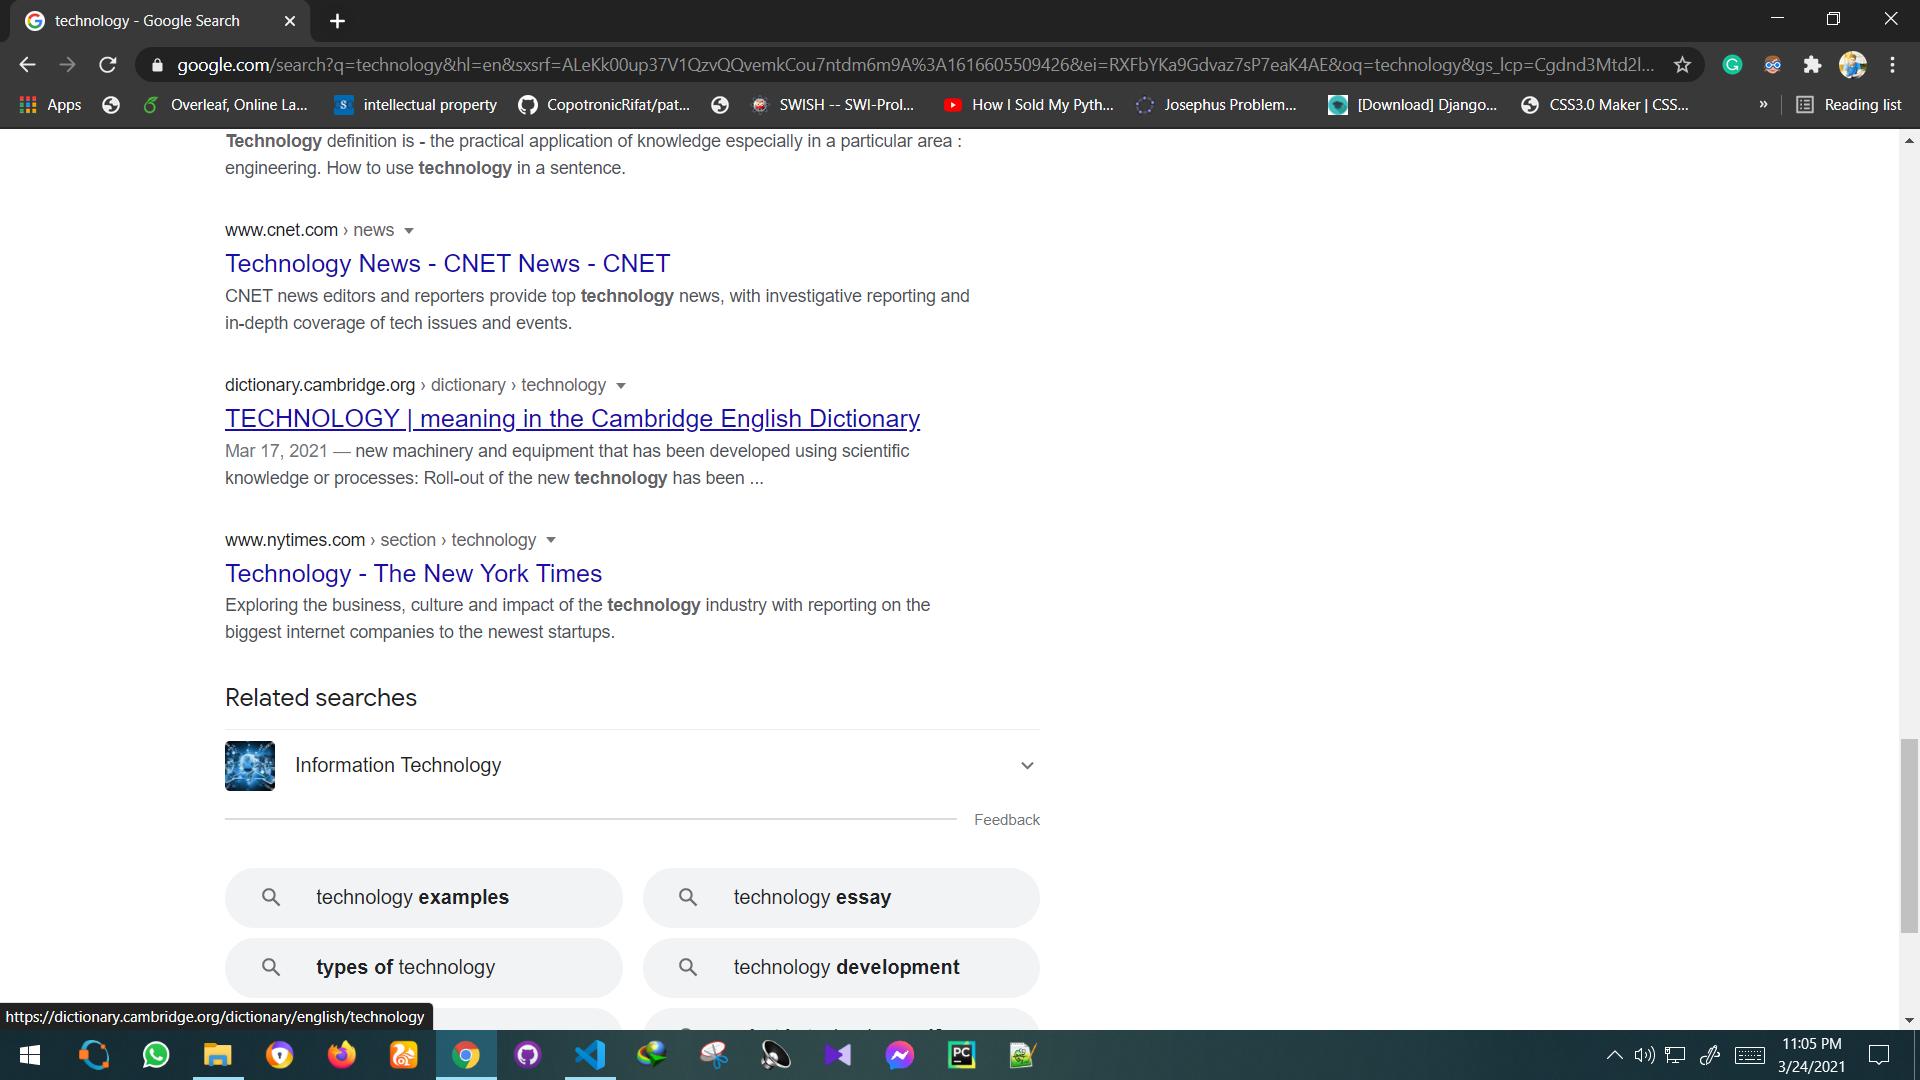 technology - Google Search
google.com/search?q=technology&hl=en&sxsrf=ALeKk00up37V1QzvQQvemkCou7ntdm6m9A%3A1616605509426&ei=RXFbYKa9Gdvaz7sP7eaK4AE&oq=technology&gs_lcp=Cgdnd3Mtd2l...
Apps Overleaf, Online La... intellectual property CopotronicRifat/pat... SWISH -- SWI-Prol... How I Sold My Pyth... Josephus Problem... [Download] Django... CSS3.0 Maker | CSS... » Reading list
Technology definition is - the practical application of knowledge especially in a particular area :
engineering. How to use technology in a sentence.
www.cnet.com › news
Technology News - CNET News - CNET
CNET news editors and reporters provide top technology news, with investigative reporting and
in-depth coverage of tech issues and events.
dictionary.cambridge.org › dictionary › technology
TECHNOLOGY | meaning in the Cambridge English Dictionary
Mar 17, 2021 — new machinery and equipment that has been developed using scientific
knowledge or processes: Roll-out of the new technology has been ...
www.nytimes.com › section › technology
Technology - The New York Times
Exploring the business, culture and impact of the technology industry with reporting on the
biggest internet companies to the newest startups.
Related searches
Information Technology
Feedback
technology examples
technology essay
types of technology
technology development
https://dictionary.cambridge.org/dictionary/english/technology
PC
11:05 PM
3/24/2021